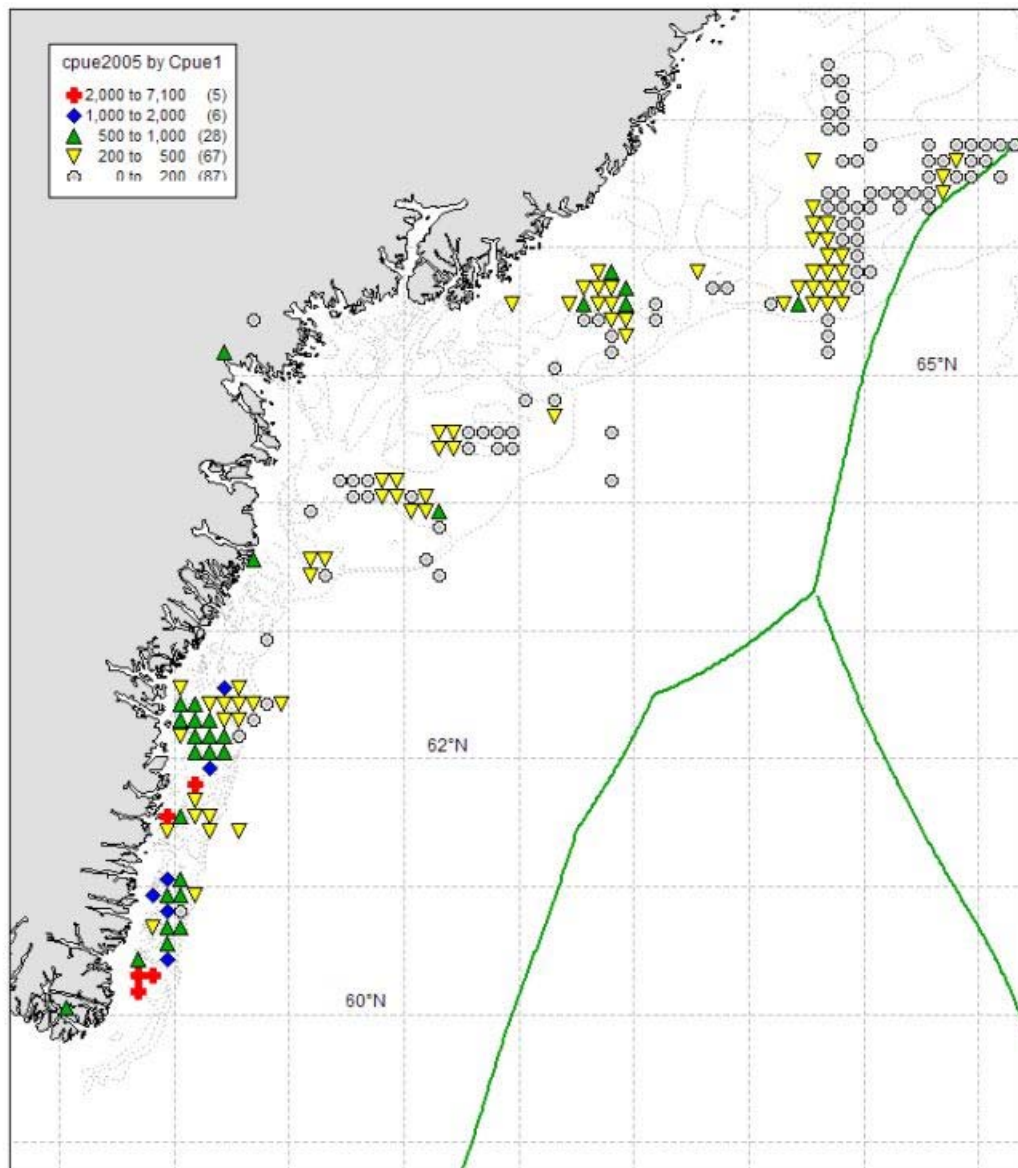 cpue2005 by Cpue1
2,000 to 7,100 (5)
1,000 to 2,000 (6)
500 to 1,000 (28)
200 to 500 (67)
0 to 200 (87)
65°N
62°N
60°N